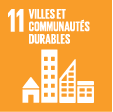 11 VILLES ET
COMMUNAUTÉS
DURABLES